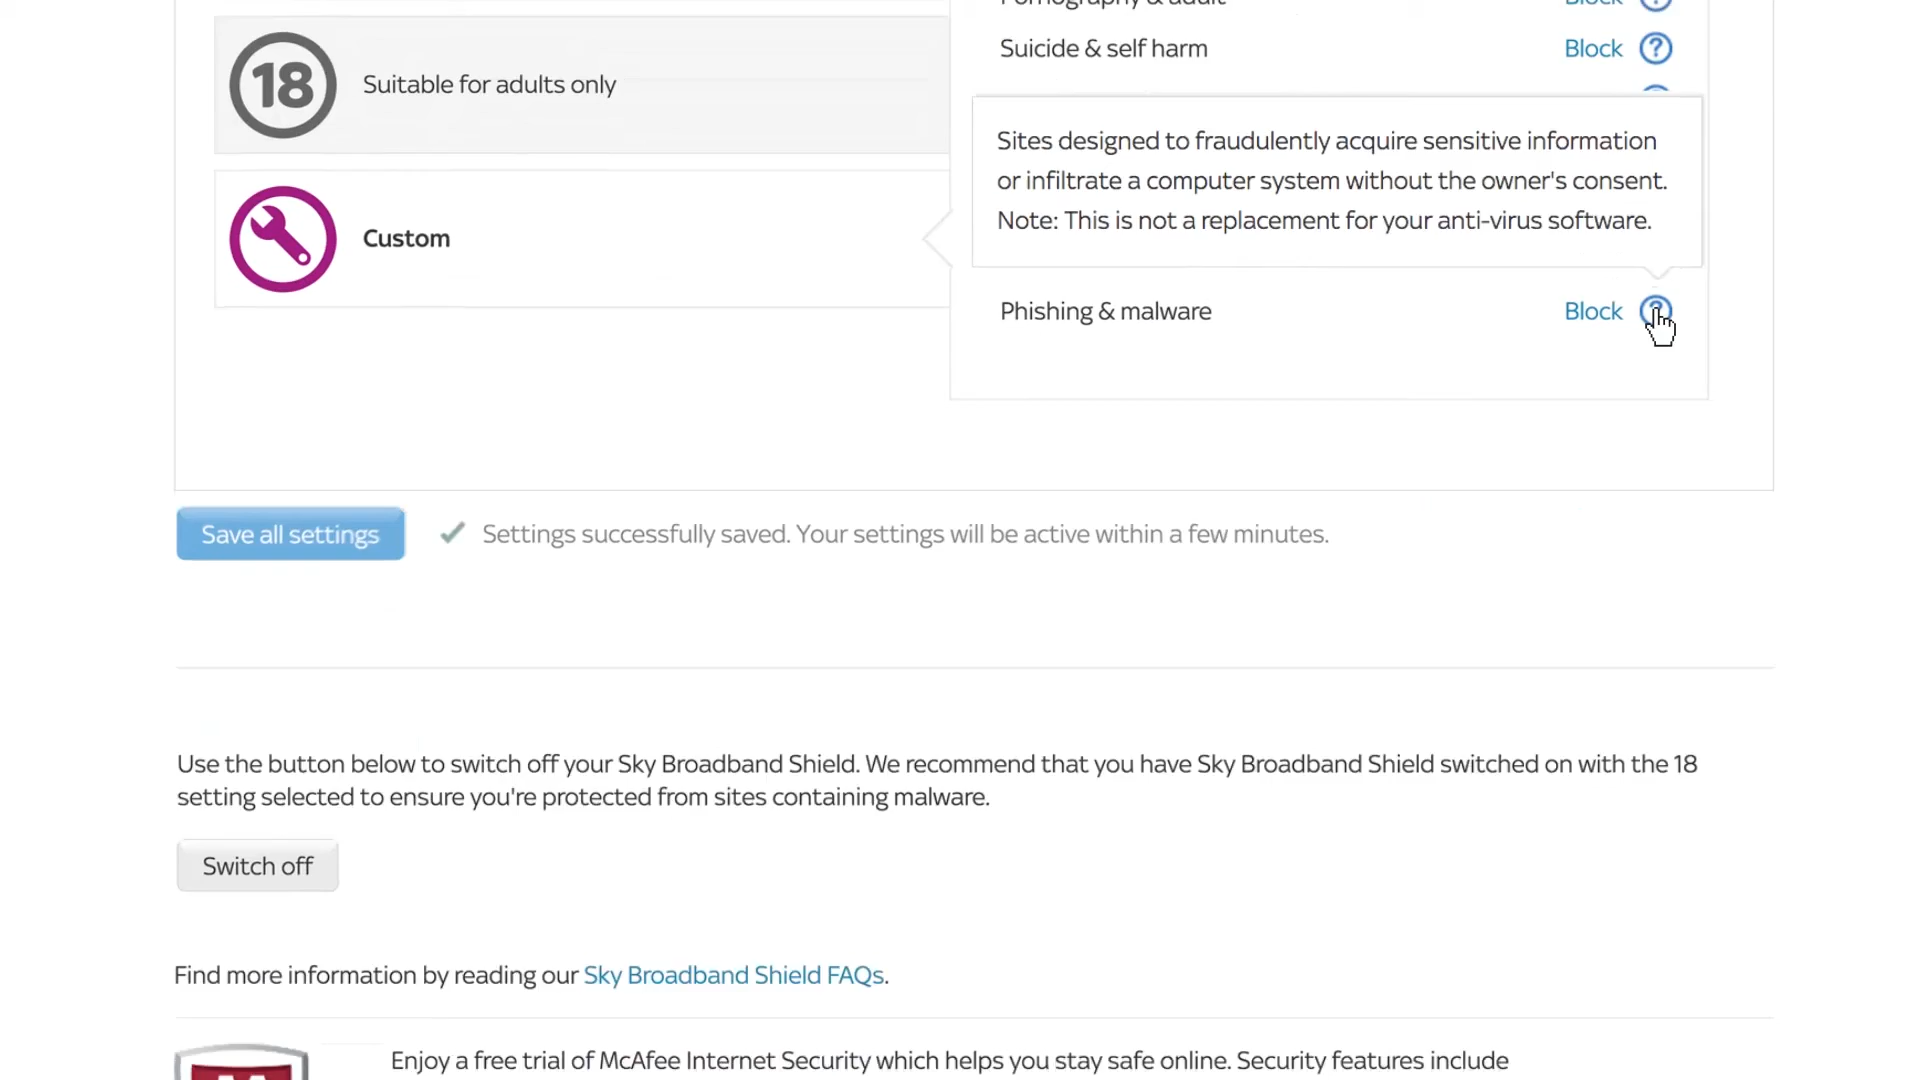 Pornography & adult Block ?
Suicide & self harm Block ?
18 Suitable for adults only
Sites designed to fraudulently acquire sensitive information
or infiltrate a computer system without the owner's consent.
Note: This is not a replacement for your anti-virus software.
Custom
Phishing & malware Block ?
Save all settings Settings successfully saved. Your settings will be active within a few minutes.
Use the button below to switch off your Sky Broadband Shield. We recommend that you have Sky Broadband Shield switched on with the 18
setting selected to ensure you're protected from sites containing malware.
Switch off
Find more information by reading our Sky Broadband Shield FAQs.
Enjoy a free trial of McAfee Internet Security which helps you stay safe online. Security features include